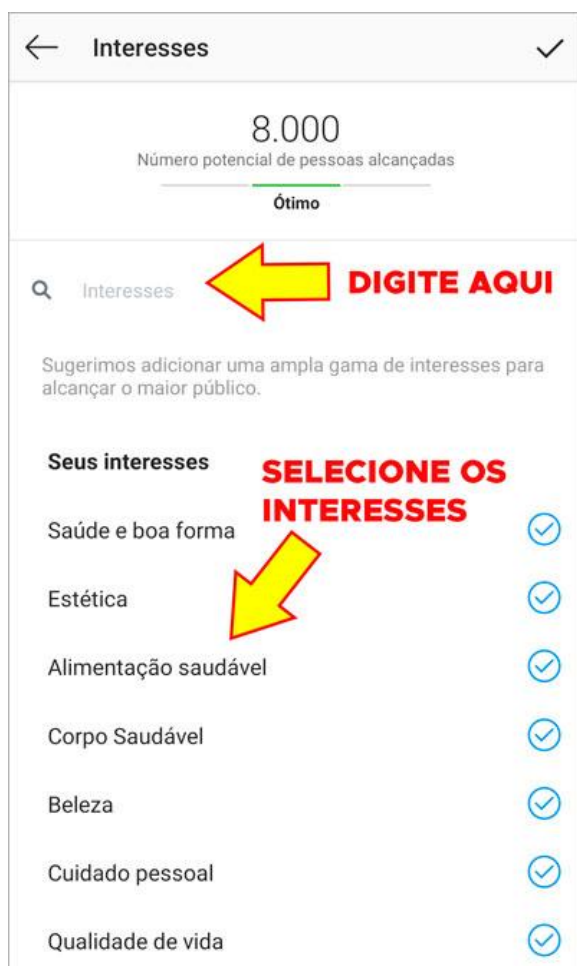 Interesses
8.000
Número potencial de pessoas alcançadas
Ótimo
Interesses
DIGITE AQUI
Sugerimos adicionar uma ampla gama de interesses para
alcançar o maior público.
Seus interesses
SELECIONE OS
INTERESSES
Saúde e boa forma
Estética
Alimentação saudável
Corpo Saudável
Beleza
Cuidado pessoal
Qualidade de vida